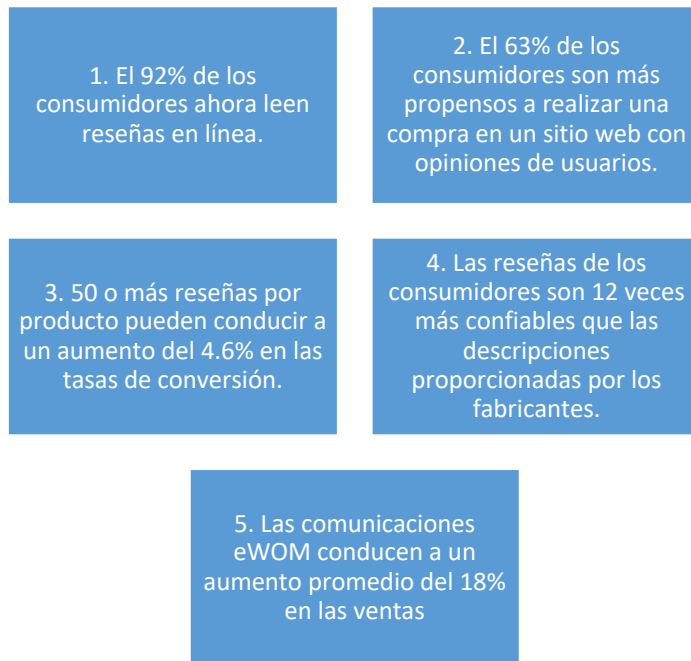 1. El 92% de los
consumidores ahora leen
reseñas en línea.
2. El 63% de los
consumidores son más
propensos a realizar una
compra en un sitio web con
opiniones de usuarios.
3. 50 o más reseñas por
producto pueden conducir a
un aumento del 4.6% en las
tasas de conversión.
4. Las reseñas de los
consumidores son 12 veces
más confiables que las
descripciones
proporcionadas por los
fabricantes.
5. Las comunicaciones
eWOM conducen a un
aumento promedio del 18%
en las ventas